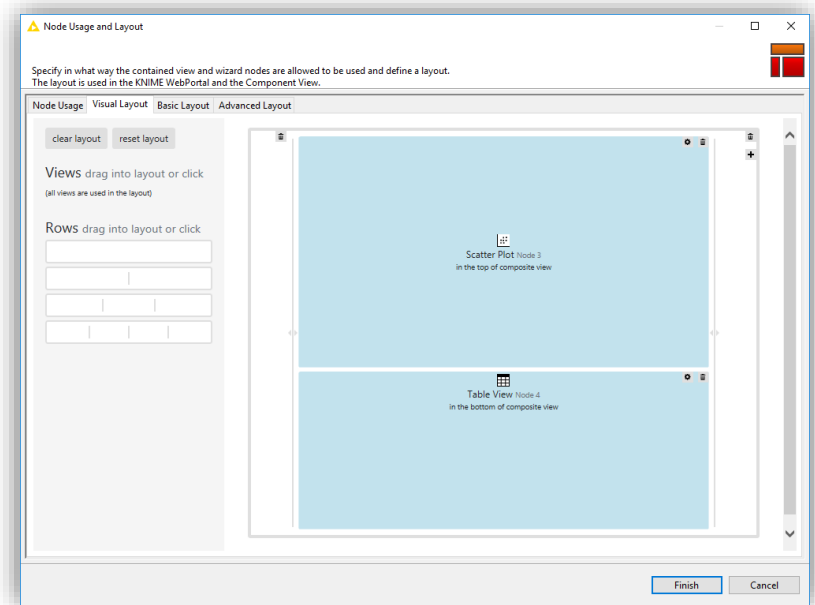 Node Usage and Layout
Specify in what way the contained view and wizard nodes are allowed to be used and define a layout.
The layout is used in the KNIME WebPortal and the Component View.
Node Usage Visual Layout Basic Layout Advanced Layout
clear layout reset layout
Views drag into layout or click
(all views are used in the layout)
Rows drag into layout or click
Scatter Plot Node 3
in the top of composite view
Table View Node 4
in the bottom of composite view
Finish Cancel